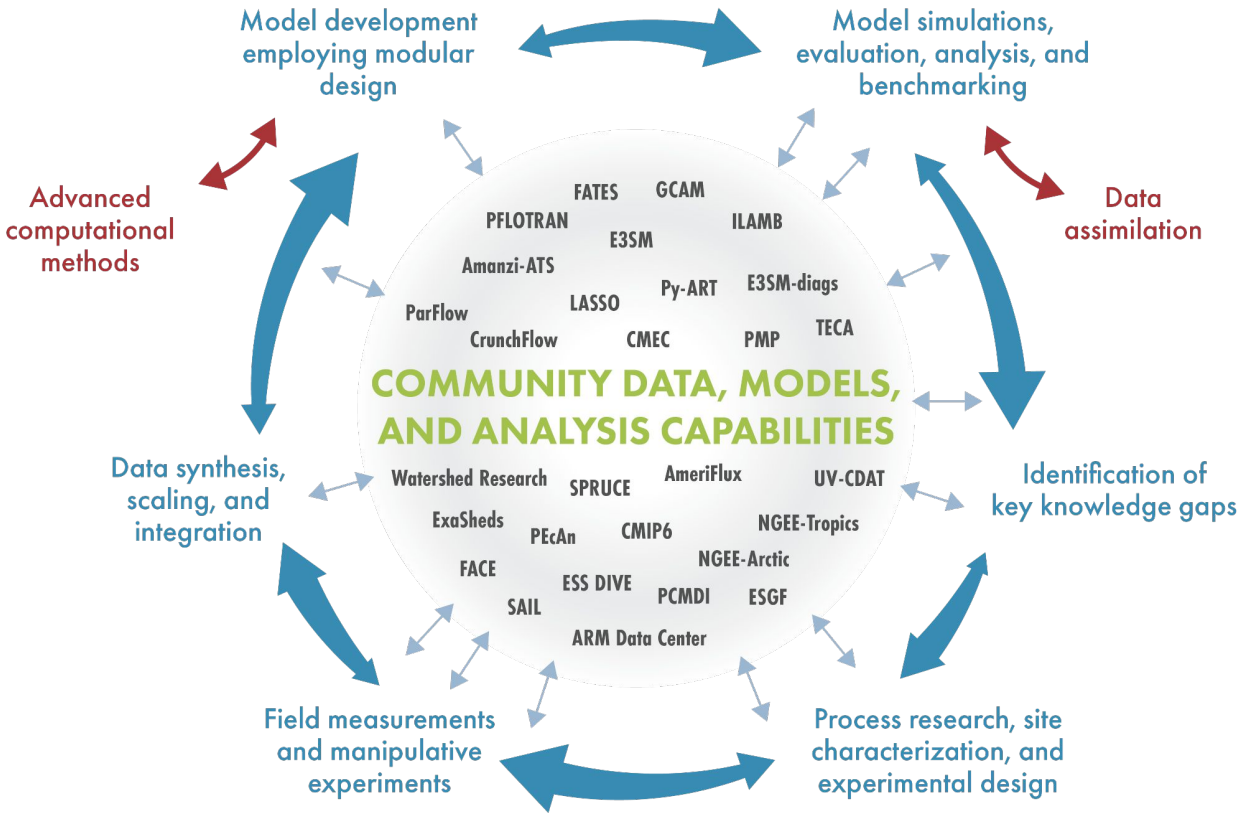 Model development
employing modular
design
Model simulations,
evaluation, analysis, and
benchmarking
Advanced
computational
methods
Data
assimilation
FATES
GCAM
PFLOTRAN
ILAMB
E3SM
Amanzi-ATS
Py-ART
E3SM-diags
LASSO
ParFlow
TECA
CrunchFlow
CMEC
PMP
COMMUNITY DATA, MODELS,
AND ANALYSIS CAPABILITIES
Data synthesis,
scaling, and
integration
Identification of
key knowledge gaps
Watershed Research
SPRUCE
AmeriFlux
UV-CDAT
ExaSheds
PEcAn
CMIP6
NGEE-Tropics
FACE
ESS DIVE
NGEE-Arctic
SAIL
PCMDI
ESGF
ARM Data Center
Field measurements
and manipulative
experiments
Process research, site
characterization, and
experimental design